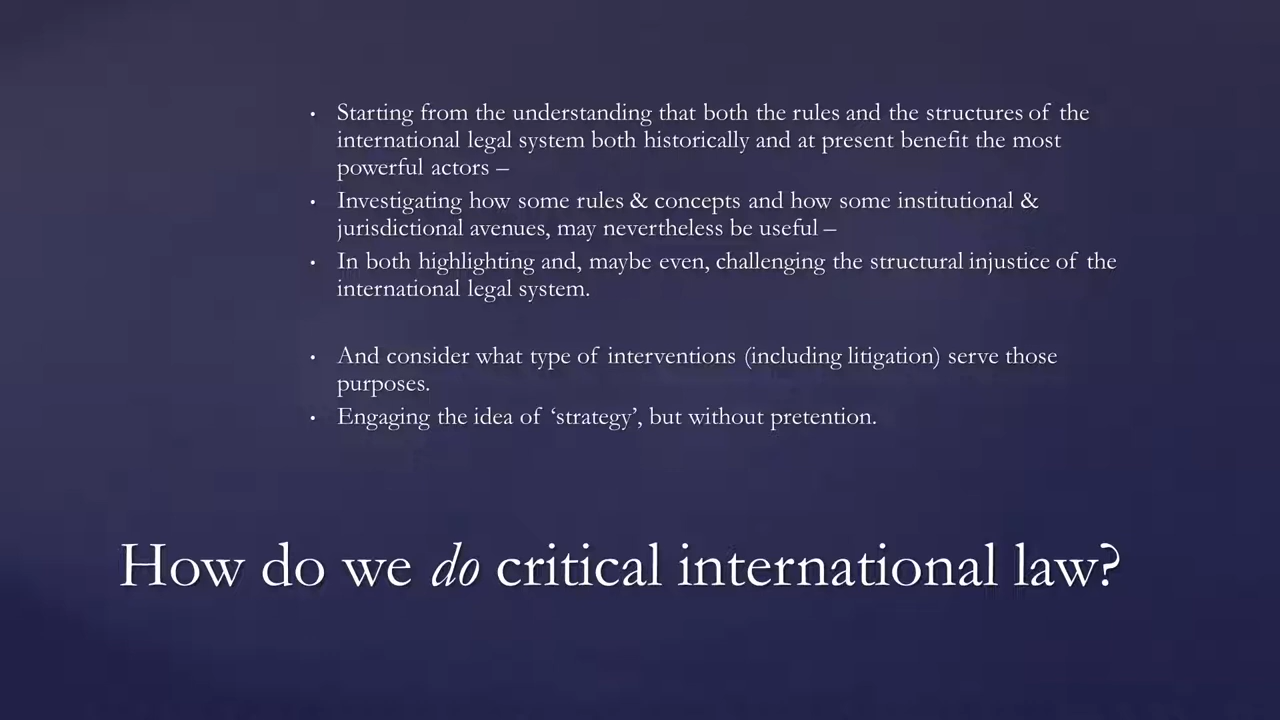 • Starting from the understanding that both the rules and the structures of the
international legal system both historically and at present benefit the most
powerful actors –
• Investigating how some rules & concepts and how some institutional &
jurisdictional avenues, may nevertheless be useful –
• In both highlighting and, maybe even, challenging the structural injustice of the
international legal system.
• And consider what type of interventions (including litigation) serve those
purposes.
• Engaging the idea of ‘strategy’, but without pretention.
How do we do critical international law?